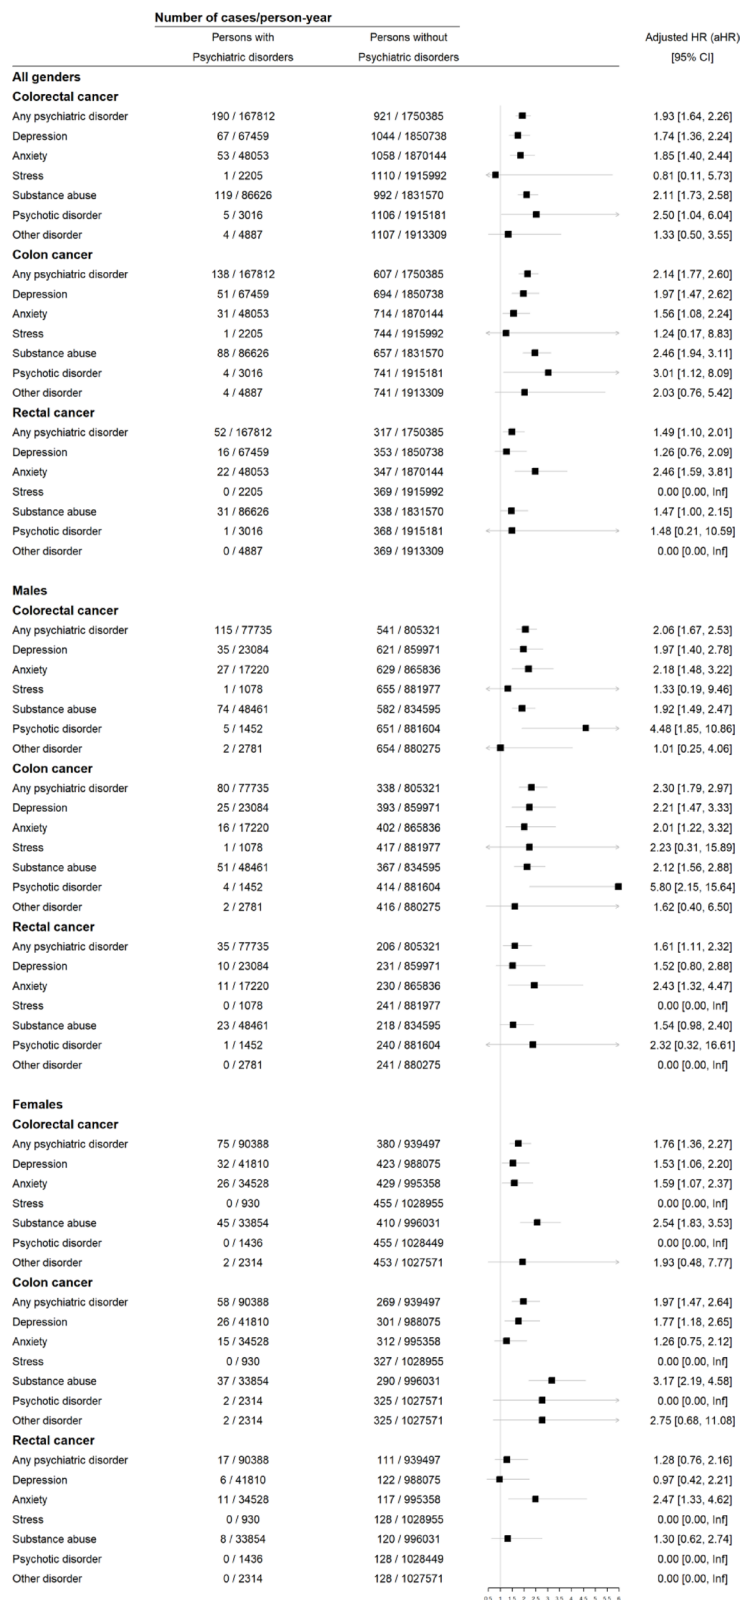 Number of cases/person-year
Persons with Persons without Adjusted HR (aHR)
Psychiatric disorders Psychiatric disorders [95% CI]
All genders
Colorectal cancer
Any psychiatric disorder 190 / 167812 921 / 1750385 1.93 [1.64, 2.26]
Depression 67 / 67459 1044 / 1850738 1.74 [1.36, 2.24]
Anxiety 53 / 48053 1058 / 1870144 1.85 [1.40, 2.44]
Stress 1 / 2205 1110 / 1915992 0.81 [0.11, 5.73]
Substance abuse 119 / 86626 992 / 1831570 2.11 [1.73, 2.58]
Psychotic disorder 5 / 3016 1106 / 1915181 2.50 [1.04, 6.04]
Other disorder 4 / 4887 1107 / 1913309 1.33 [0.50, 3.55]
Colon cancer
Any psychiatric disorder 138 / 167812 607 / 1750385 2.14 [1.77, 2.60]
Depression 51 / 67459 694 / 1850738 1.97 [1.47, 2.62]
Anxiety 31 / 48053 714 / 1870144 1.56 [1.08, 2.24]
Stress 1 / 2205 744 / 1915992 1.24 [0.17, 8.83]
Substance abuse 88 / 86626 657 / 1831570 2.46 [1.94, 3.11]
Psychotic disorder 4 / 3016 741 / 1915181 3.01 [1.12, 8.09]
Other disorder 4 / 4887 741 / 1913309 2.03 [0.76, 5.42]
Rectal cancer
Any psychiatric disorder 52 / 167812 317 / 1750385 1.49 [1.10, 2.01]
Depression 16 / 67459 353 / 1850738 1.26 [0.76, 2.09]
Anxiety 22 / 48053 347 / 1870144 2.46 [1.59, 3.81]
Stress 0 / 2205 369 / 1915992 0.00 [0.00, Inf]
Substance abuse 31 / 86626 338 / 1831570 1.47 [1.00, 2.15]
Psychotic disorder 1 / 3016 368 / 1915181 1.48 [0.21, 10.59]
Other disorder 0 / 4887 369 / 1913309 0.00 [0.00, Inf]
Males
Colorectal cancer
Any psychiatric disorder 115 / 77735 541 / 805321 2.06 [1.67, 2.53]
Depression 35 / 23084 621 / 859971 1.97 [1.40, 2.78]
Anxiety 27 / 17220 629 / 865836 2.18 [1.48, 3.22]
Stress 1 / 1078 655 / 881977 1.33 [0.19, 9.46]
Substance abuse 74 / 48461 582 / 834595 1.92 [1.49, 2.47]
Psychotic disorder 5 / 1452 651 / 881604 4.48 [1.85, 10.86]
Other disorder 2 / 2781 654 / 880275 1.01 [0.25, 4.06]
Colon cancer
Any psychiatric disorder 80 / 77735 338 / 805321 2.30 [1.79, 2.97]
Depression 25 / 23084 393 / 859971 2.21 [1.47, 3.33]
Anxiety 16 / 17220 402 / 865836 2.01 [1.22, 3.32]
Stress 1 / 1078 417 / 881977 2.23 [0.31, 15.89]
Substance abuse 51 / 48461 367 / 834595 2.12 [1.56, 2.88]
Psychotic disorder 4 / 1452 414 / 881604 5.80 [2.15, 15.64]
Other disorder 2 / 2781 416 / 880275 1.62 [0.40, 6.50]
Rectal cancer
Any psychiatric disorder 35 / 77735 206 / 805321 1.61 [1.11, 2.32]
Depression 10 / 23084 231 / 859971 1.52 [0.80, 2.88]
Anxiety 11 / 17220 230 / 865836 2.43 [1.32, 4.47]
Stress 0 / 1078 241 / 881977 0.00 [0.00, Inf]
Substance abuse 23 / 48461 218 / 834595 1.54 [0.98, 2.40]
Psychotic disorder 1 / 1452 240 / 881604 2.32 [0.32, 16.61]
Other disorder 0 / 2781 241 / 880275 0.00 [0.00, Inf]
Females
Colorectal cancer
Any psychiatric disorder 75 / 90388 380 / 939497 1.76 [1.36, 2.27]
Depression 32 / 41810 423 / 988075 1.53 [1.06, 2.20]
Anxiety 26 / 34528 429 / 995358 1.59 [1.07, 2.37]
Stress 0 / 930 455 / 1028955 0.00 [0.00, Inf]
Substance abuse 45 / 33854 410 / 996031 2.54 [1.83, 3.53]
Psychotic disorder 0 / 1436 455 / 1028449 0.00 [0.00, Inf]
Other disorder 2 / 2314 453 / 1027571 1.93 [0.48, 7.77]
Colon cancer
Any psychiatric disorder 58 / 90388 269 / 939497 1.97 [1.47, 2.64]
Depression 26 / 41810 301 / 988075 1.77 [1.18, 2.65]
Anxiety 15 / 34528 312 / 995358 1.26 [0.75, 2.12]
Stress 0 / 930 327 / 1028955 0.00 [0.00, Inf]
Substance abuse 37 / 33854 290 / 996031 3.17 [2.19, 4.58]
Psychotic disorder 2 / 2314 325 / 1027571 0.00 [0.00, Inf]
Other disorder 2 / 2314 325 / 1027571 2.75 [0.68, 11.08]
Rectal cancer
Any psychiatric disorder 17 / 90388 111 / 939497 1.28 [0.76, 2.16]
Depression 6 / 41810 122 / 988075 0.97 [0.42, 2.21]
Anxiety 11 / 34528 117 / 995358 2.47 [1.33, 4.62]
Stress 0 / 930 128 / 1028955 0.00 [0.00, Inf]
Substance abuse 8 / 33854 120 / 996031 1.30 [0.62, 2.74]
Psychotic disorder 0 / 1436 128 / 1028449 0.00 [0.00, Inf]
Other disorder 0 / 2314 128 / 1027571 0.00 [0.00, Inf]
0.5 1 1.5 2 2.5 3 3.5 4 4.5 5 5.5 6